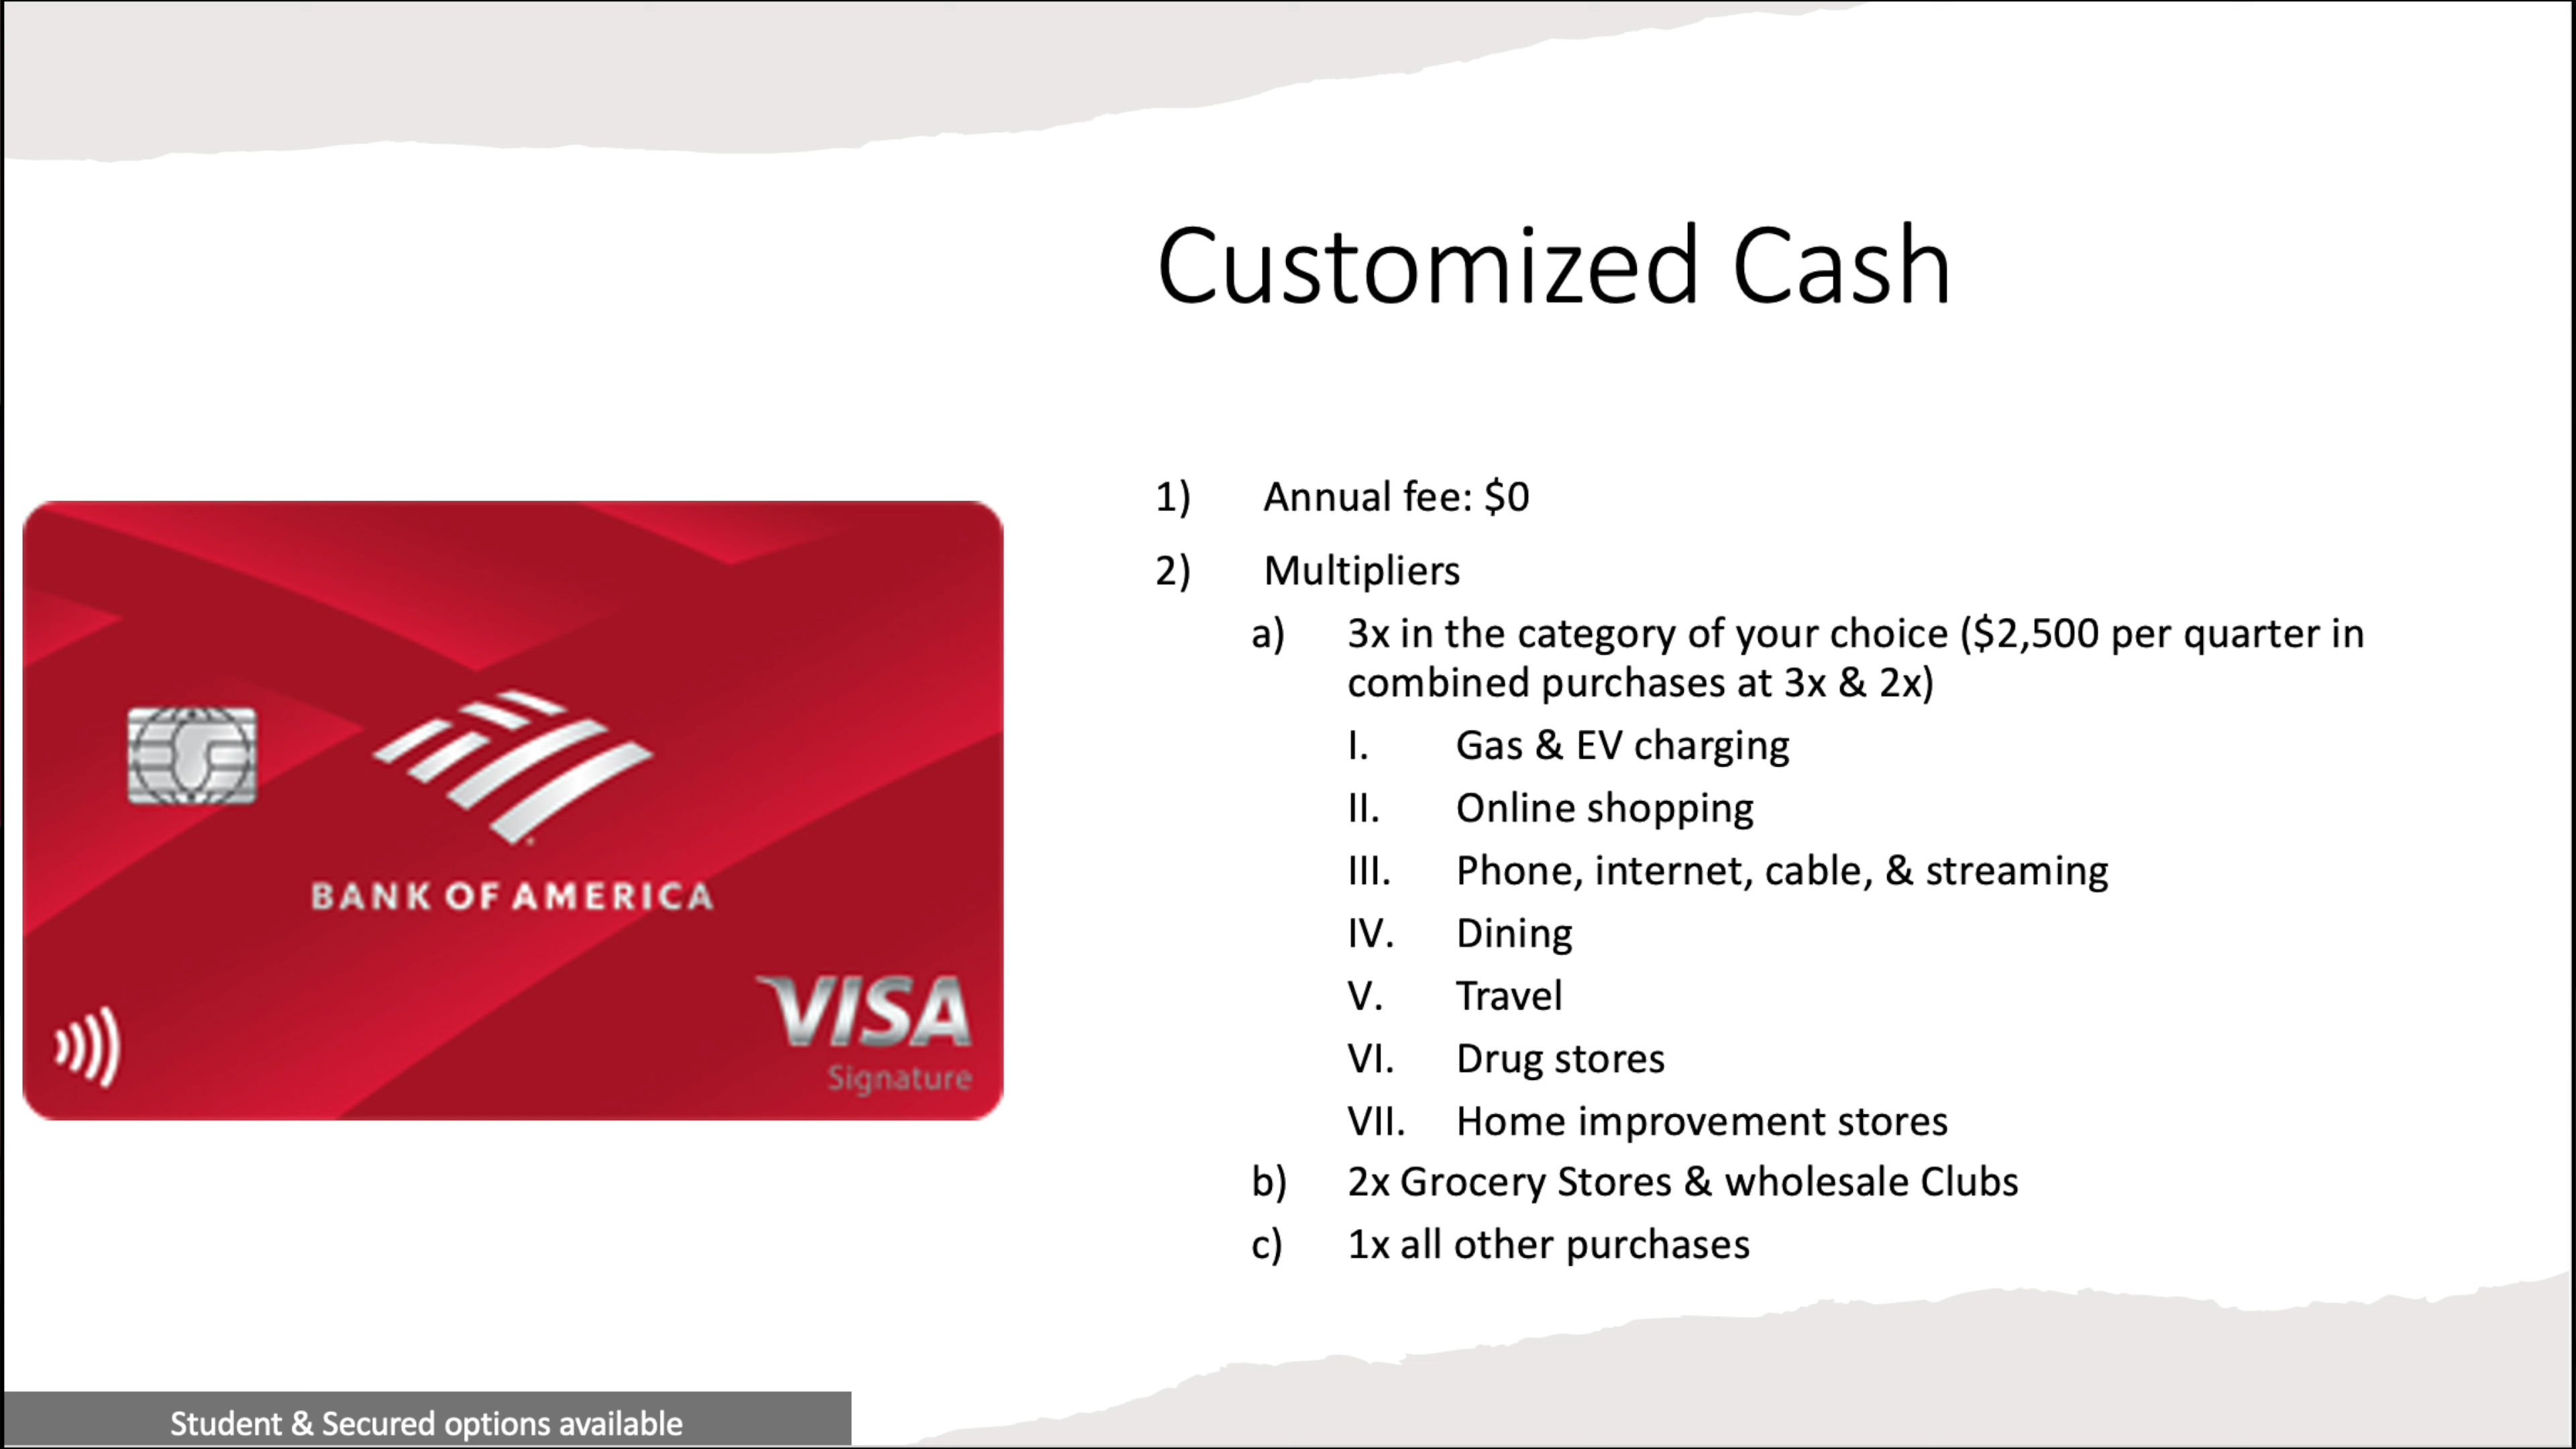 Customized Cash
BANK OF AMERICA
VISA
Signature
1) Annual fee: $0
2) Multipliers
a) 3x in the category of your choice ($2,500 per quarter in
combined purchases at 3x & 2x)
I. Gas & EV charging
II. Online shopping
III. Phone, internet, cable, & streaming
IV. Dining
V. Travel
VI. Drug stores
VII. Home improvement stores
b) 2x Grocery Stores & wholesale Clubs
c) 1x all other purchases
Student & Secured options available